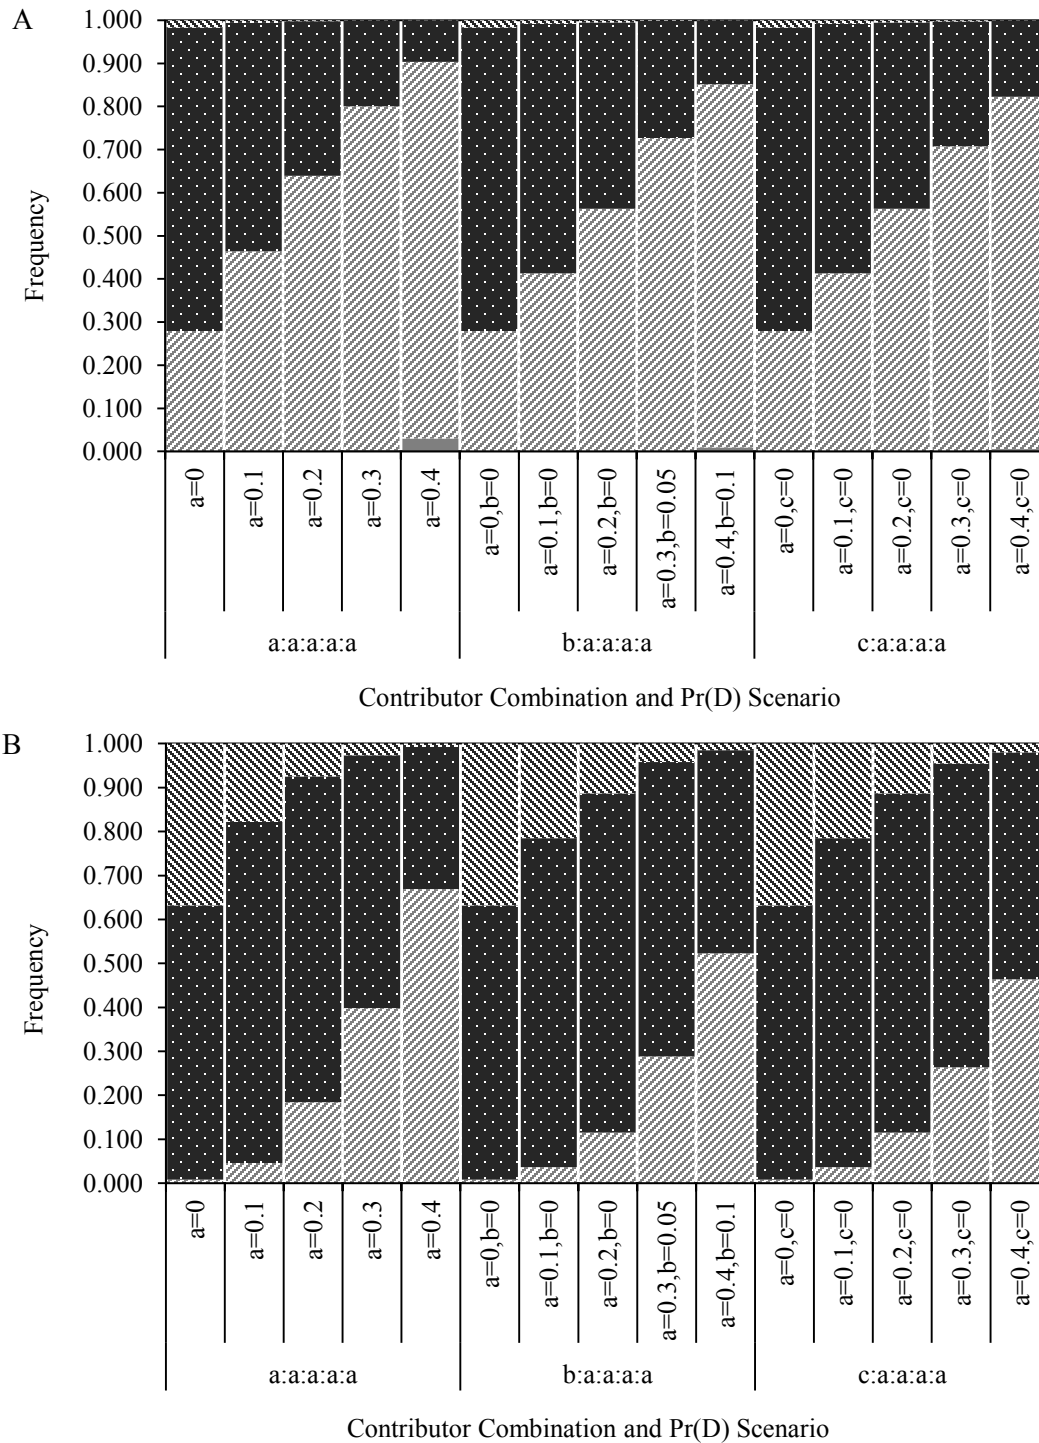 A
1.000
0.900
0.800
0.700
0.600
0.500
0.400
0.300
0.200
0.100
0.000
Frequency
a=0
a=0.1
a=0.2
a=0.3
a=0.4
a=0,b=0
a=0.1,b=0
a=0.2,b=0
a=0.3,b=0.05
a=0.4,b=0.1
a=0,c=0
a=0.1,c=0
a=0.2,c=0
a=0.3,c=0
a=0.4,c=0
a:a:a:a:a
b:a:a:a:a
c:a:a:a:a
Contributor Combination and Pr(D) Scenario
B
1.000
0.900
0.800
0.700
0.600
0.500
0.400
0.300
0.200
0.100
0.000
Frequency
a=0
a=0.1
a=0.2
a=0.3
a=0.4
a=0,b=0
a=0.1,b=0
a=0.2,b=0
a=0.3,b=0.05
a=0.4,b=0.1
a=0,c=0
a=0.1,c=0
a=0.2,c=0
a=0.3,c=0
a=0.4,c=0
a:a:a:a:a
b:a:a:a:a
c:a:a:a:a
Contributor Combination and Pr(D) Scenario